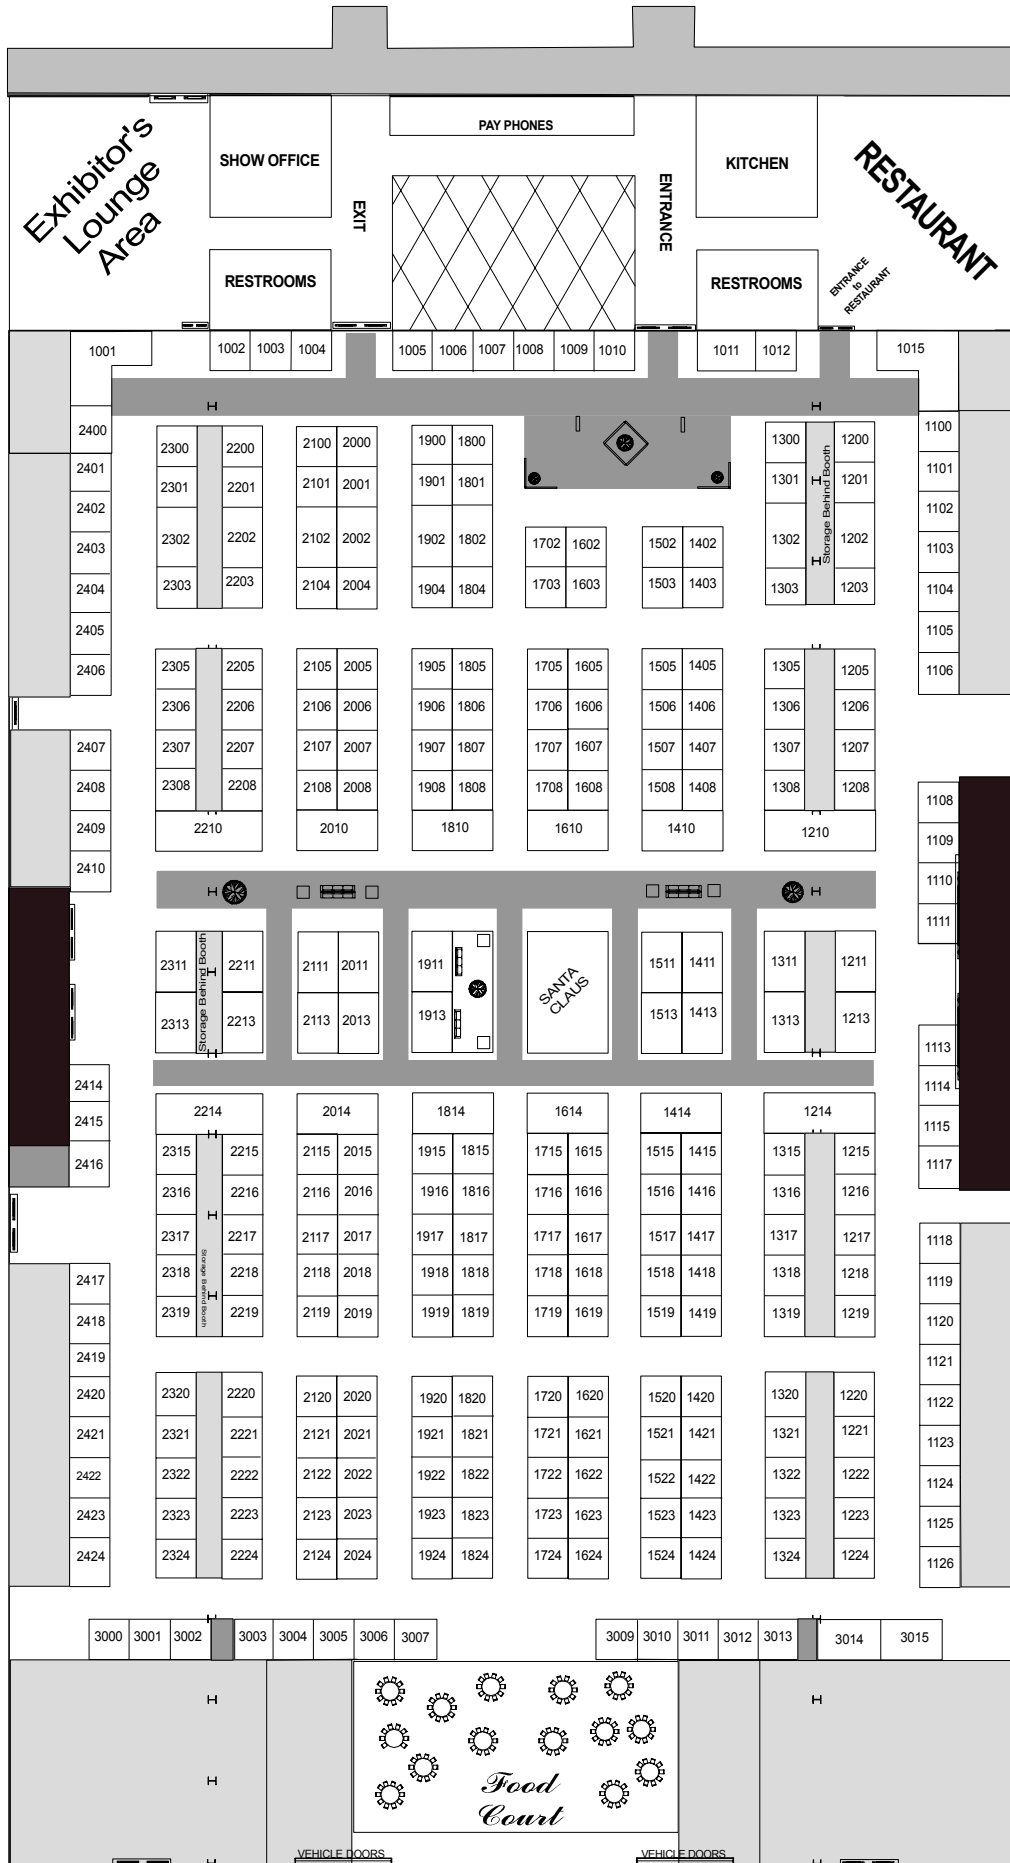 PAY PHONES
SHOW OFFICE
KITCHEN
Exhibitor's
Lounge
Area
EXIT
ENTRANCE
RESTAURANT
RESTROOMS
RESTROOMS
ENTRANCE
to
RESTAURANT
1001 1002 1003 1004 1005 1006 1007 1008 1009 1010 1011 1012 1015
2400 2300 2200 2100 2000 1900 1800 1300 1200 1100
2401 2301 2201 2101 2001 1901 1801 1301 1201 1101
2402 2302 2202 2102 2002 1902 1802 1702 1602 1502 1402 1302 1202 1102
Storage Behind Booth
2403 1103
2404 2303 2203 2104 2004 1904 1804 1703 1603 1503 1403 1303 1203 1104
2405 1105
2406 2305 2205 2105 2005 1905 1805 1705 1605 1505 1405 1305 1205 1106
2306 2206 2106 2006 1906 1806 1706 1606 1506 1406 1306 1206
2407 2307 2207 2107 2007 1907 1807 1707 1607 1507 1407 1307 1207
2408 2308 2208 2108 2008 1908 1808 1708 1608 1508 1408 1308 1208 1108
2409 2210 2010 1810 1610 1410 1210 1109
2410 1110
1111
2311 2211 2111 2011 1911 1511 1411 1311 1211
Storage Behind Booth
SANTA
CLAUS
2313 2213 2113 2013 1913 1513 1413 1313 1213
1113
2414 1114
2415 2214 2014 1814 1614 1414 1214 1115
2416 2315 2215 2115 2015 1915 1815 1715 1615 1515 1415 1315 1215 1117
2316 2216 2116 2016 1916 1816 1716 1616 1516 1416 1316 1216
2317 2217 2117 2017 1917 1817 1717 1617 1517 1417 1317 1217 1118
Storage Behind Booth
2417 2318 2218 2118 2018 1918 1818 1718 1618 1518 1418 1318 1218 1119
2418 2319 2219 2119 2019 1919 1819 1719 1619 1519 1419 1319 1219 1120
2419 1121
2420 2320 2220 2120 2020 1920 1820 1720 1620 1520 1420 1320 1220 1122
2421 2321 2221 2121 2021 1921 1821 1721 1621 1521 1421 1321 1221 1123
2422 2322 2222 2122 2022 1922 1822 1722 1622 1522 1422 1322 1222 1124
2423 2323 2223 2123 2023 1923 1823 1723 1623 1523 1423 1323 1223 1125
2424 2324 2224 2124 2024 1924 1824 1724 1624 1524 1424 1324 1224 1126
3000 3001 3002 3003 3004 3005 3006 3007 3009 3010 3011 3012 3013 3014 3015
Food
Court
VEHICLE DOORS VEHICLE DOORS